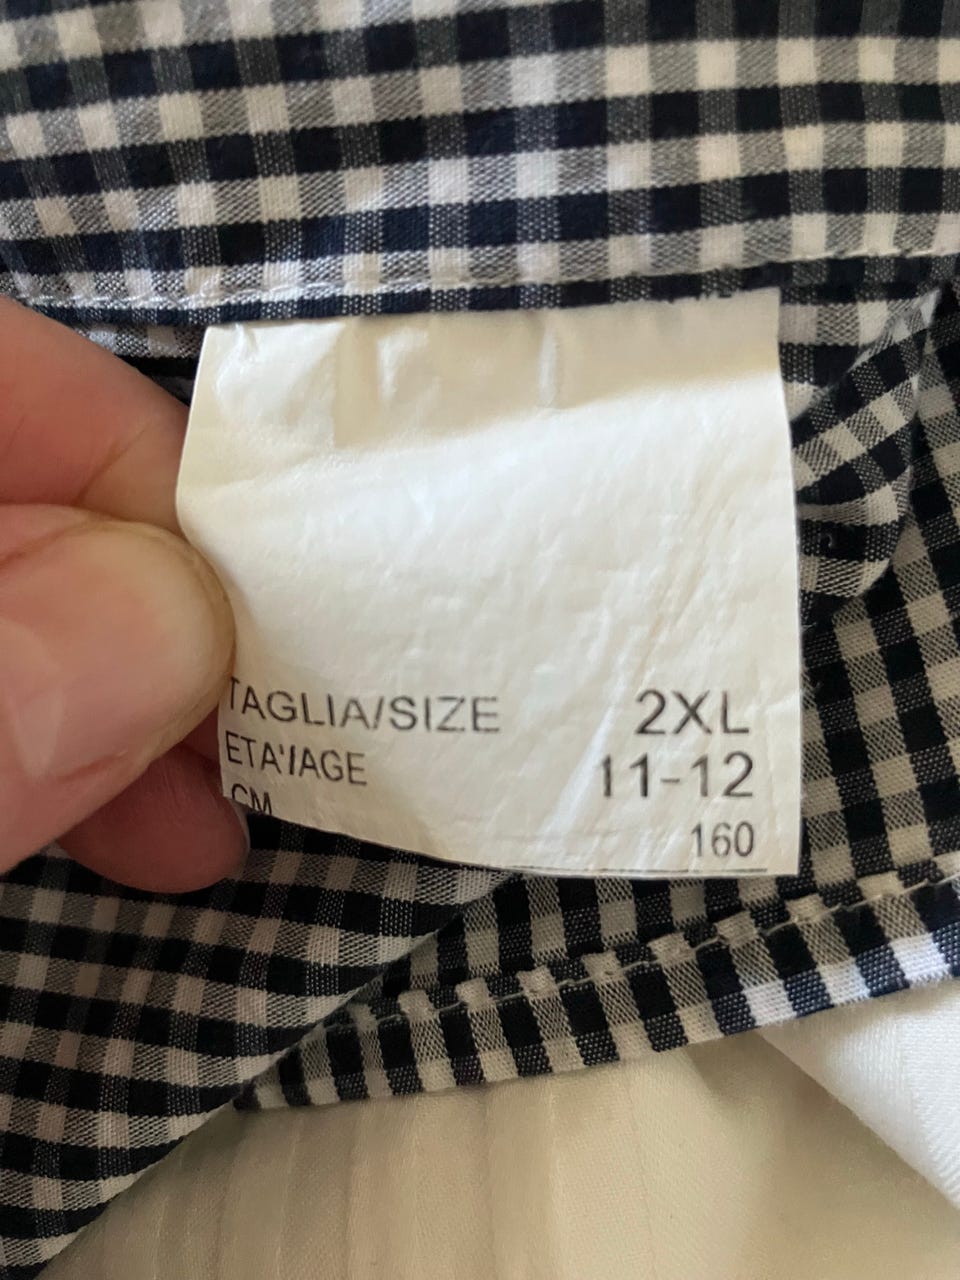 TAGLIA/SIZE 2XL
ETA'/AGE 11-12
CM 160